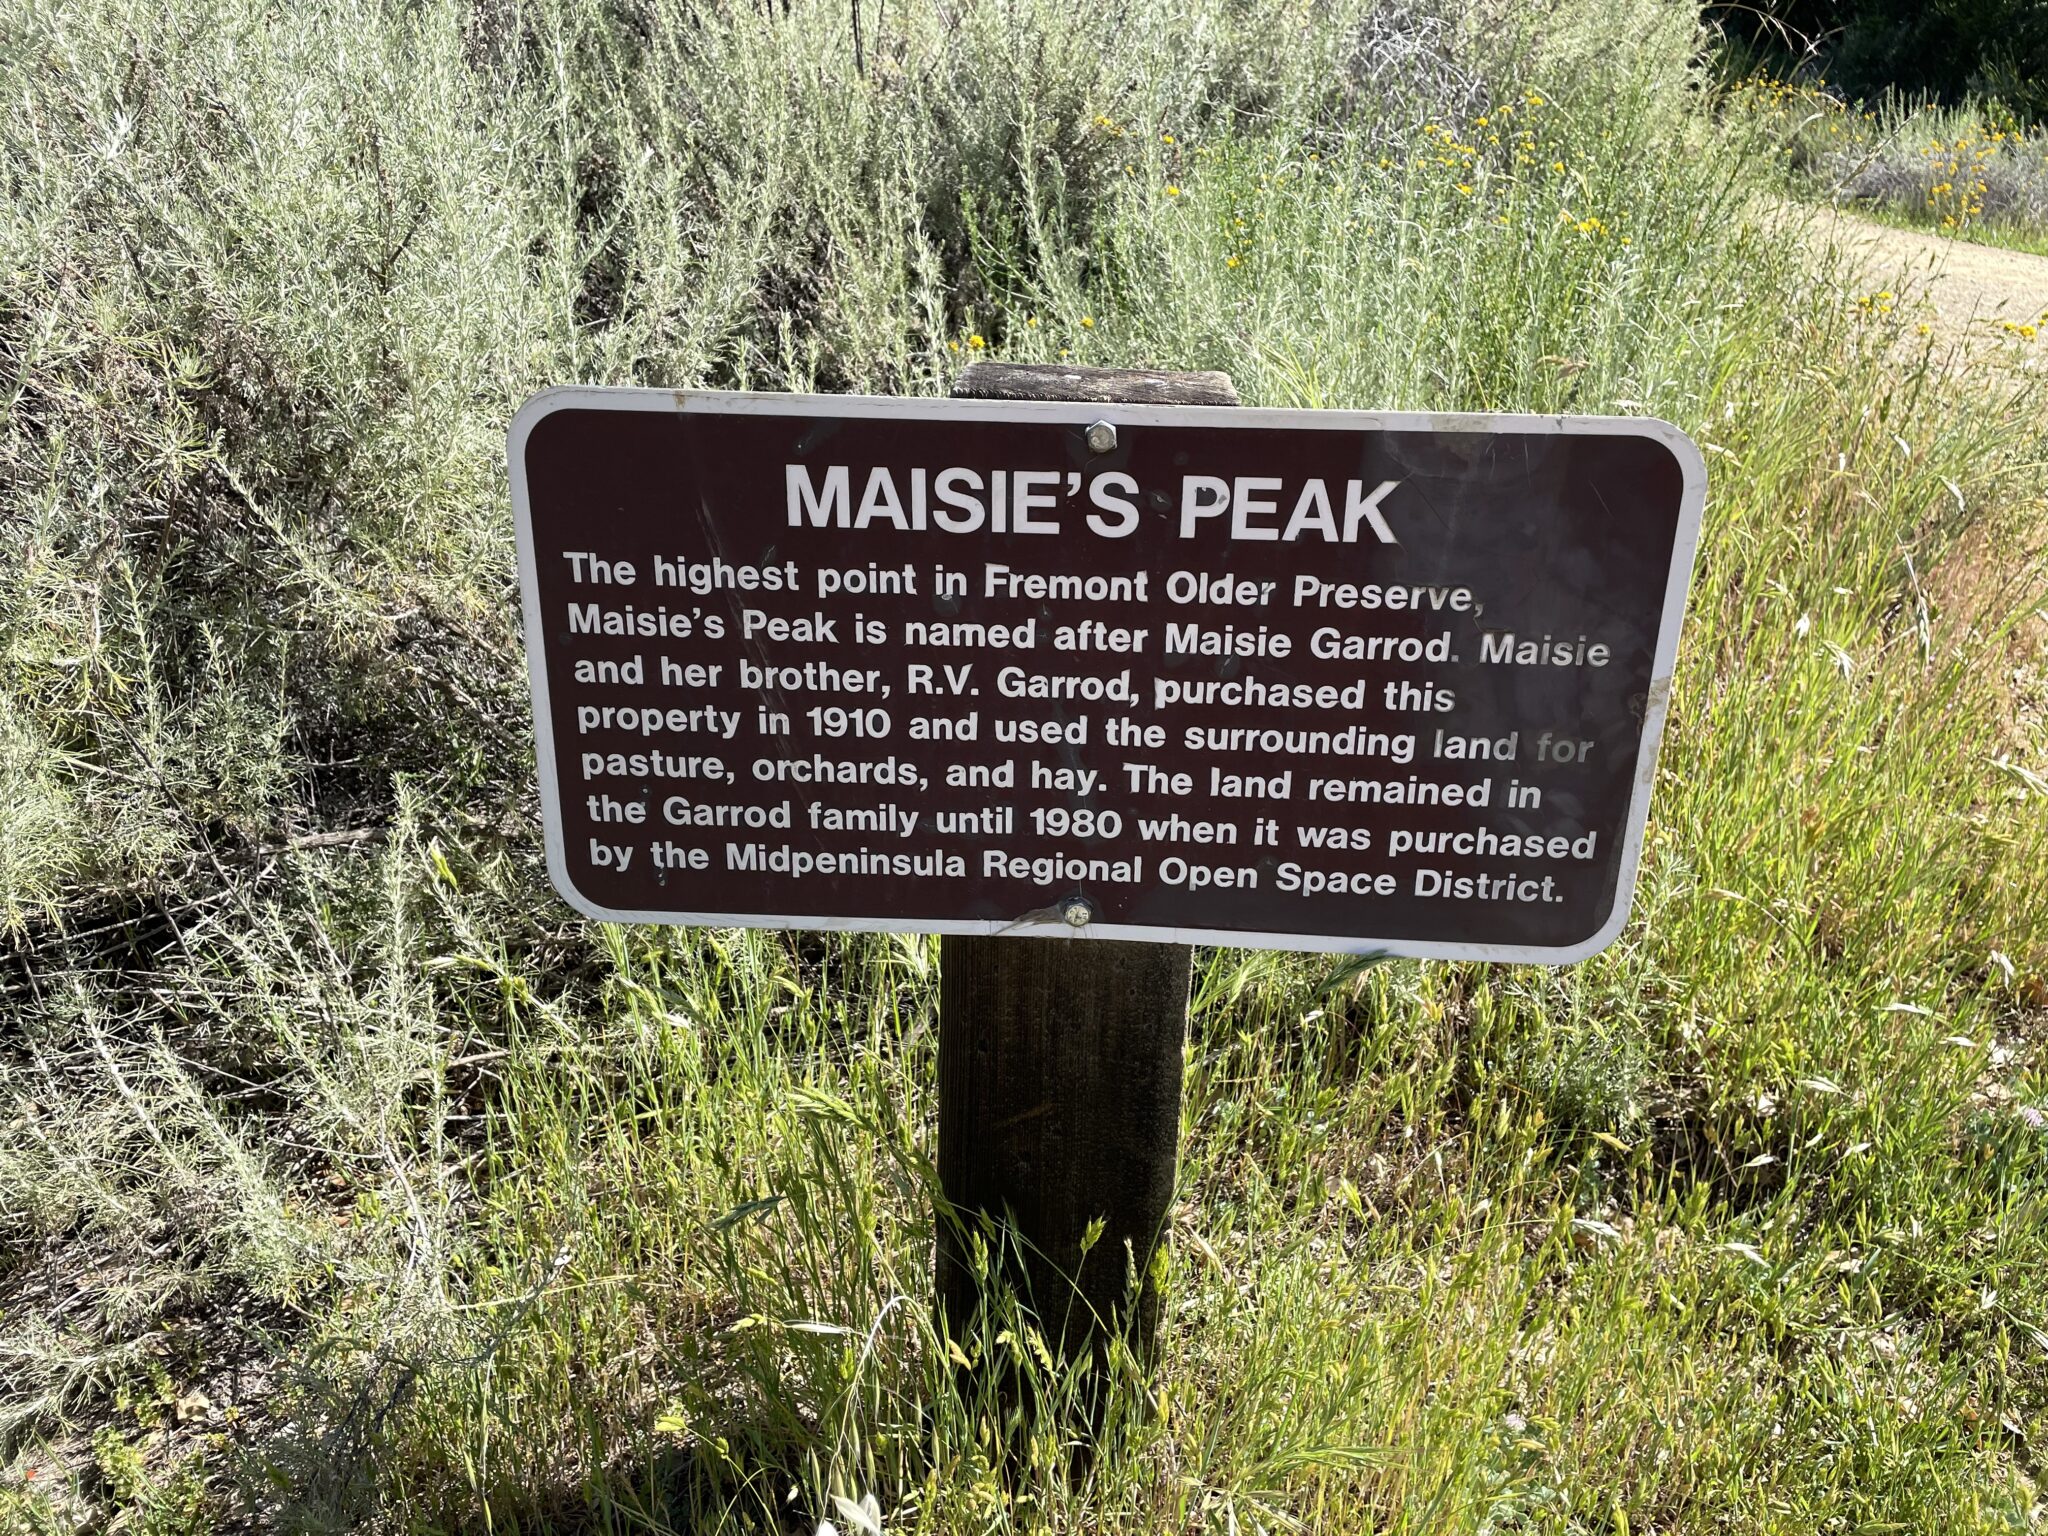 MAISIE'S PEAK
The highest point in Fremont Older Preserve,
Maisie's Peak is named after Maisie Garrod. Maisie
and her brother, R.V. Garrod, purchased this
property in 1910 and used the surrounding land for
pasture, orchards, and hay. The land remained in
the Garrod family until 1980 when it was purchased
by the Midpeninsula Regional Open Space District.